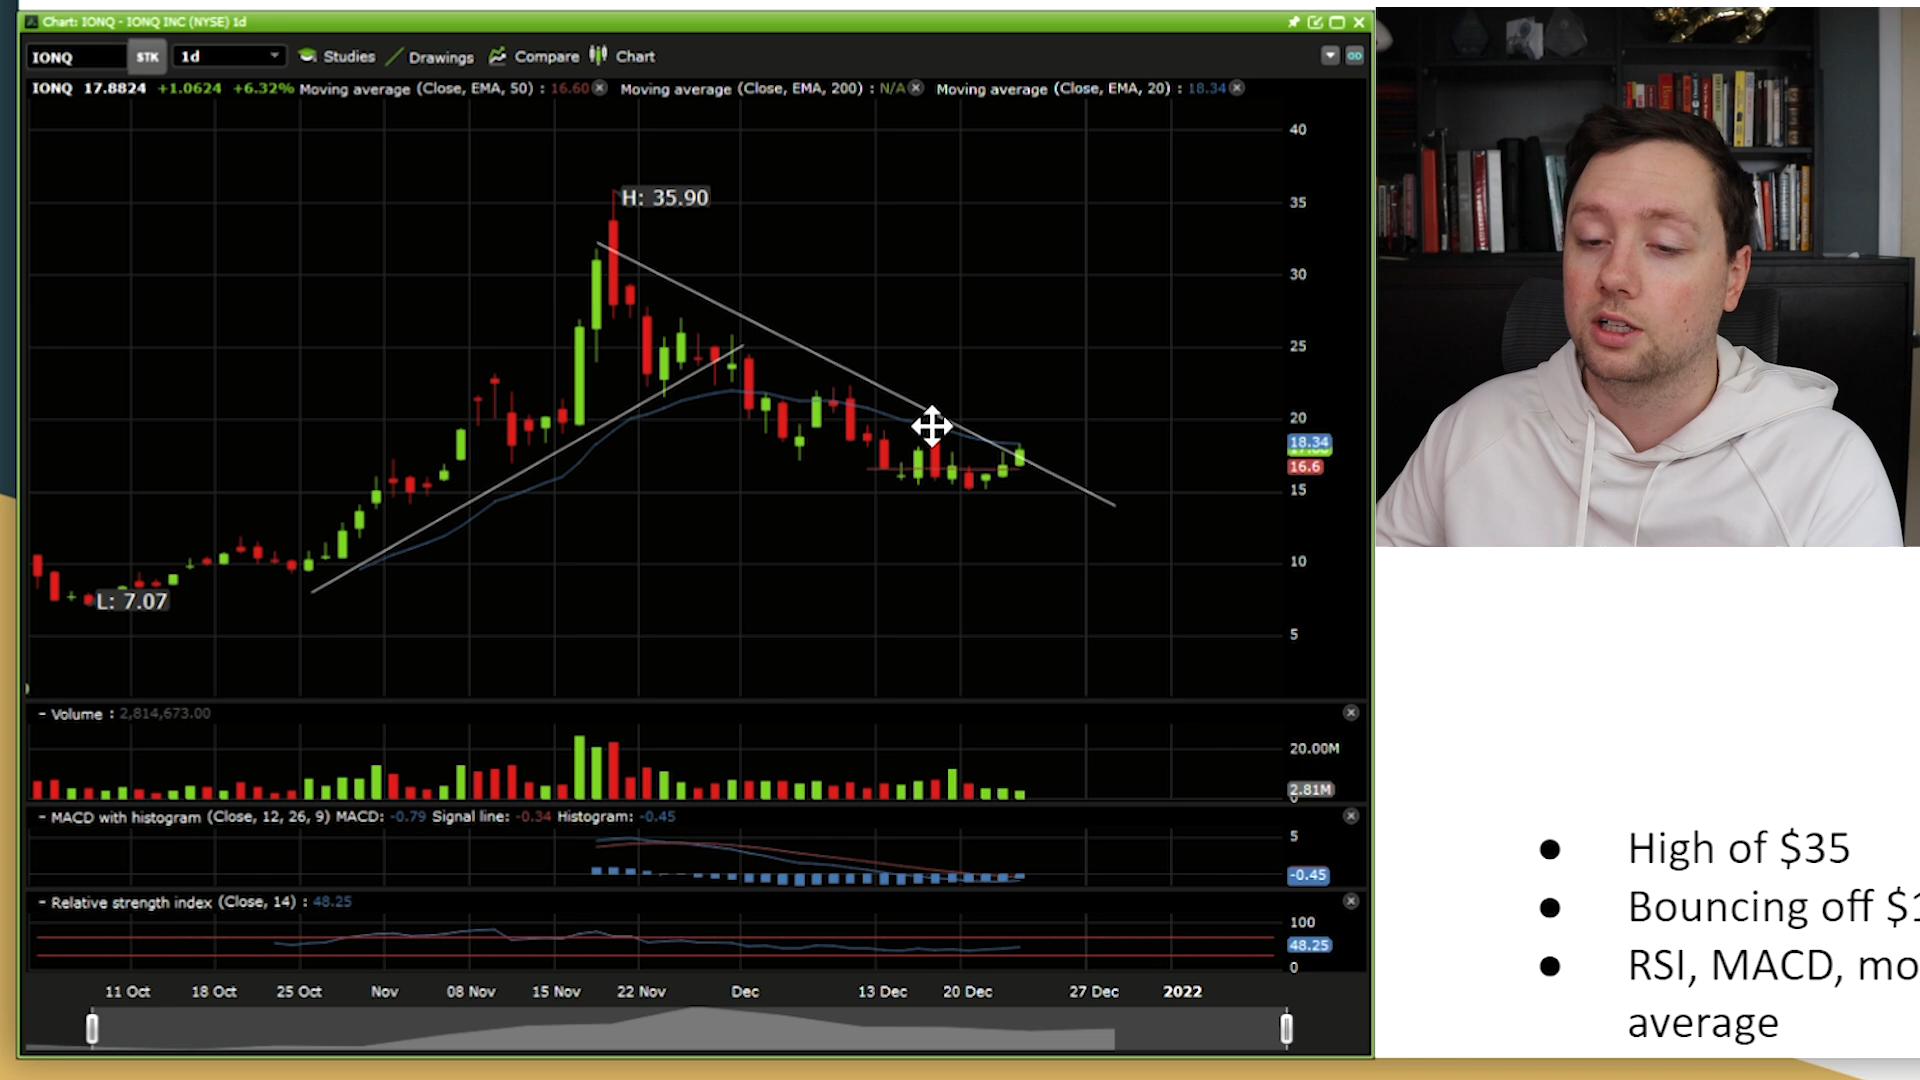 Chart: IONQ - IONQ INC (NYSE) 1d
IONQ STK 1d Studies Drawings Compare Chart
IONQ 17.8824 +1.0624 +6.32% Moving average (Close, EMA, 50) : 16.60 Moving average (Close, EMA, 200) : N/A Moving average (Close, EMA, 20) : 18.34
40
H: 35.90
35
30
25
20
18.34
16.6
15
10
L: 7.07
5
- Volume : 2,814,673.00
20.00M
2.81M
0
- MACD with histogram (Close, 12, 26, 9) MACD: -0.79 Signal line: -0.34 Histogram: -0.45
5
-0.45
- Relative strength index (Close, 14) : 48.25
100
48.25
0
11 Oct 18 Oct 25 Oct Nov 08 Nov 15 Nov 22 Nov Dec 13 Dec 20 Dec 27 Dec 2022
● High of $35
● Bouncing off $1
● RSI, MACD, mo
average